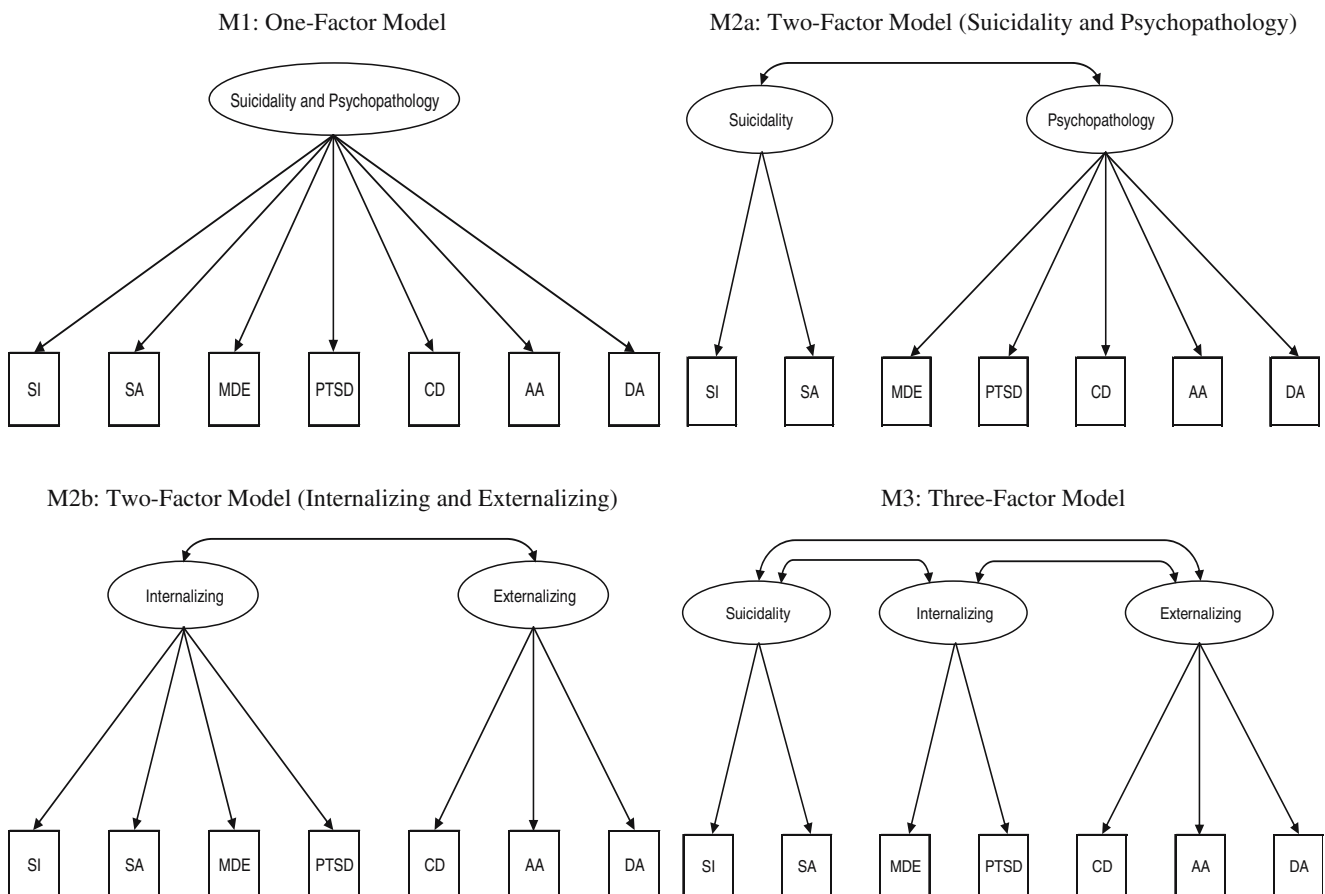 M1: One-Factor Model
Suicidality and Psychopathology
SI SA MDE PTSD CD AA DA
M2a: Two-Factor Model (Suicidality and Psychopathology)
Suicidality Psychopathology
SI SA MDE PTSD CD AA DA
M2b: Two-Factor Model (Internalizing and Externalizing)
Internalizing Externalizing
SI SA MDE PTSD CD AA DA
M3: Three-Factor Model
Suicidality Internalizing Externalizing
SI SA MDE PTSD CD AA DA